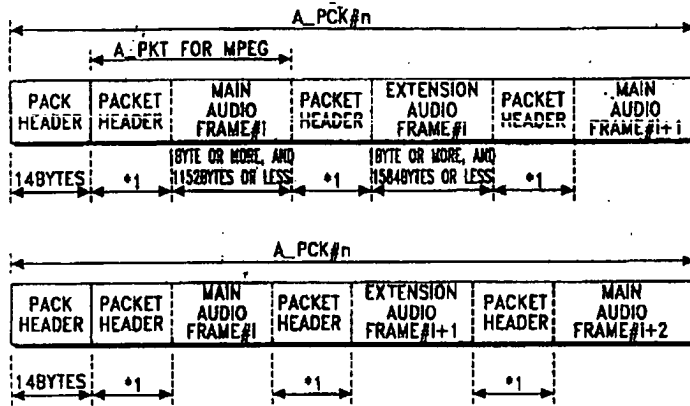 A_PCK#n
A_PKT FOR MPEG
PACK HEADER
PACKET HEADER
MAIN AUDIO FRAME#i
PACKET HEADER
EXTENSION AUDIO FRAME#i
PACKET HEADER
MAIN AUDIO FRAME#i+1
14BYTES
*1
1BYTE OR MORE, AND 1152BYTES OR LESS
*1
1BYTE OR MORE, AND 1584BYTES OR LESS
*1
A_PCK#n
PACK HEADER
PACKET HEADER
MAIN AUDIO FRAME#i
PACKET HEADER
EXTENSION AUDIO FRAME#i+1
PACKET HEADER
MAIN AUDIO FRAME#i+2
14BYTES
*1
*1
*1